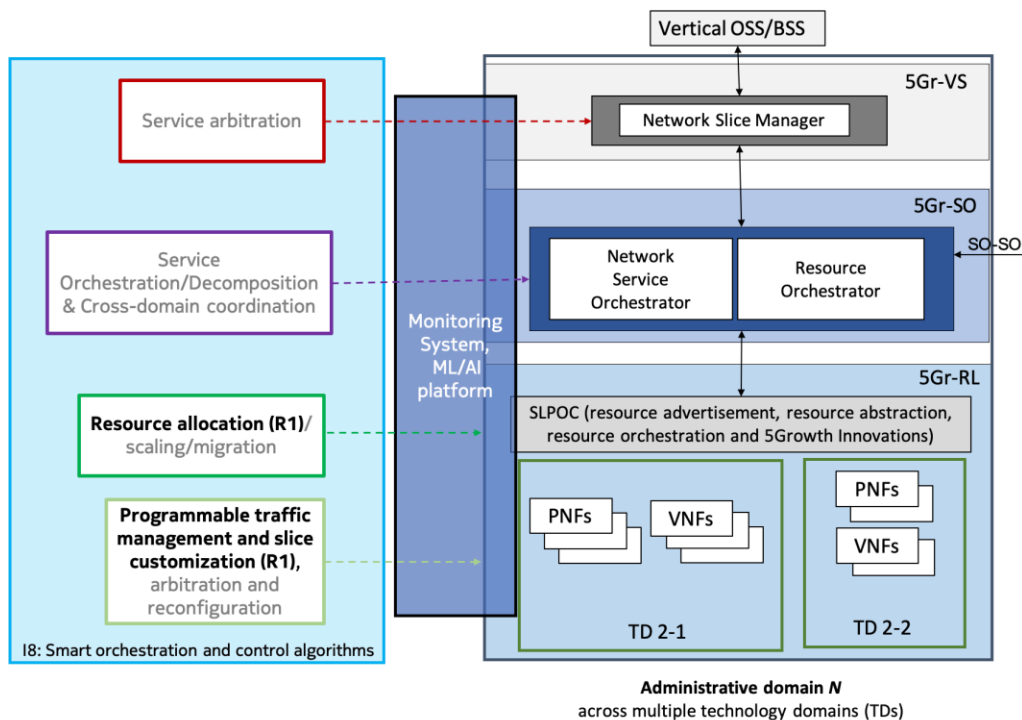 Vertical OSS/BSS
5Gr-VS
Network Slice Manager
Service arbitration
5Gr-SO
SO-SO
Network
Service
Orchestrator
Resource
Orchestrator
Service
Orchestration/Decomposition
& Cross-domain coordination
Monitoring
System,
ML/AI
platform
5Gr-RL
SLPOC (resource advertisement, resource abstraction,
resource orchestration and 5Growth Innovations)
Resource allocation (R1)/
scaling/migration
PNFs
VNFs
PNFs
VNFs
Programmable traffic
management and slice
customization (R1),
arbitration and
reconfiguration
TD 2-1
TD 2-2
I8: Smart orchestration and control algorithms
Administrative domain N
across multiple technology domains (TDs)